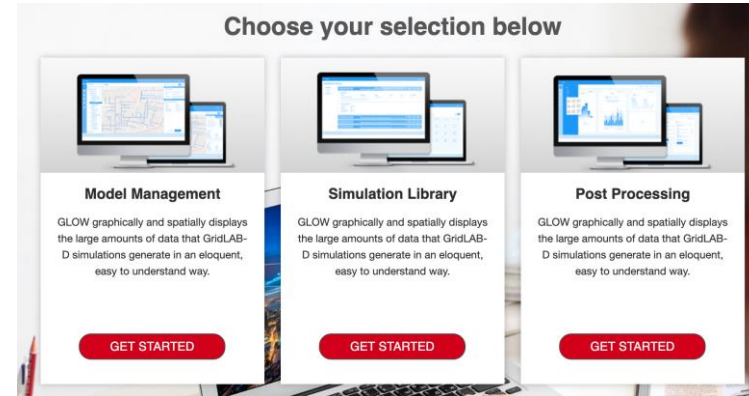 Choose your selection below
Model Management
GLOW graphically and spatially displays
the large amounts of data that GridLAB-
D simulations generate in an eloquent,
easy to understand way.
GET STARTED
Simulation Library
GLOW graphically and spatially displays
the large amounts of data that GridLAB-
D simulations generate in an eloquent,
easy to understand way.
GET STARTED
Post Processing
GLOW graphically and spatially displays
the large amounts of data that GridLAB-
D simulations generate in an eloquent,
easy to understand way.
GET STARTED